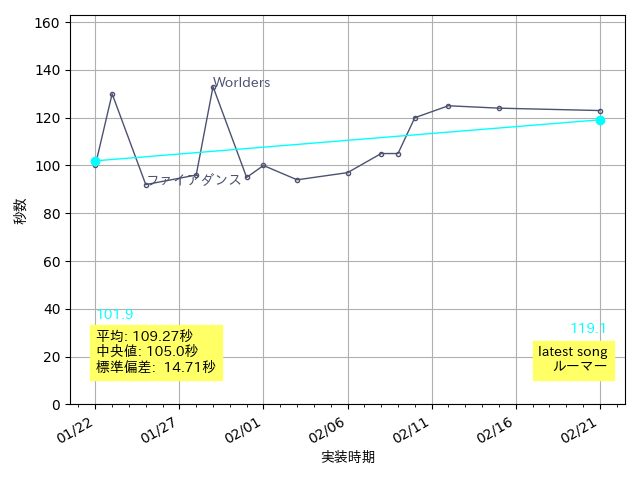 160
140
120
100
80
60
40
20
0
秒数
Worlders
ファイアダンス
101.9
平均: 109.27秒
中央値: 105.0秒
標準偏差: 14.71秒
119.1
latest song
ルーマー
01/22
01/27
02/01
02/06
02/11
02/16
02/21
実装時期